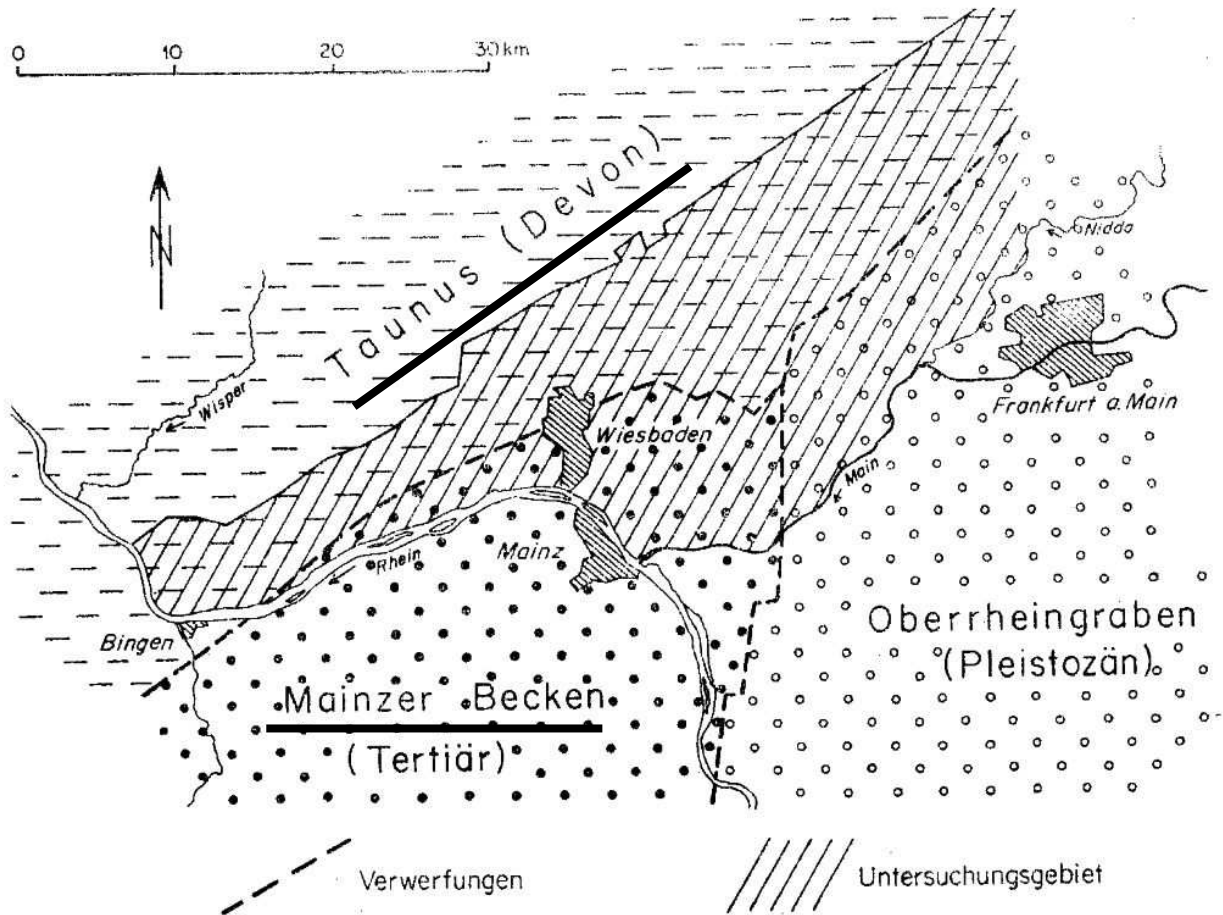 0 10 20 30 km
Taunus (Devon)
N
Nidda
Wisper
Frankfurt a. Main
Wiesbaden
Main
Rhein
Mainz
Bingen
Oberrheingraben
(Pleistozän)
Mainzer Becken
(Tertiär)
Verwerfungen
Untersuchungsgebiet